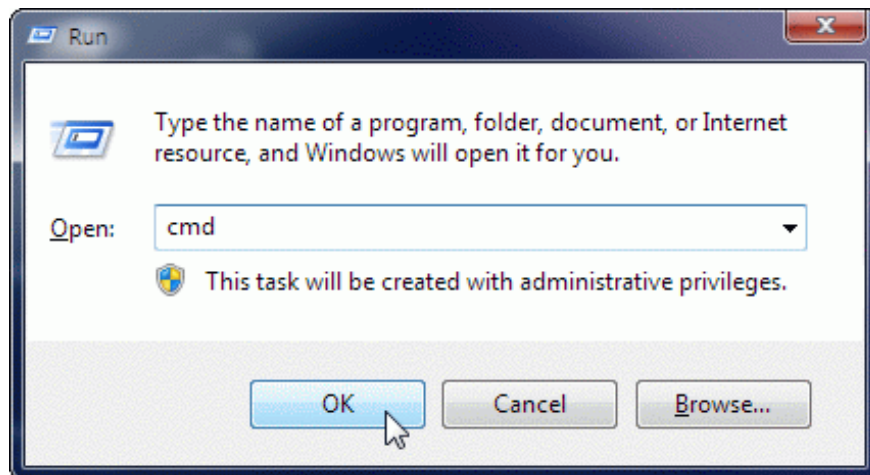 Run
Type the name of a program, folder, document, or Internet
resource, and Windows will open it for you.
Open: cmd
This task will be created with administrative privileges.
OK Cancel Browse...